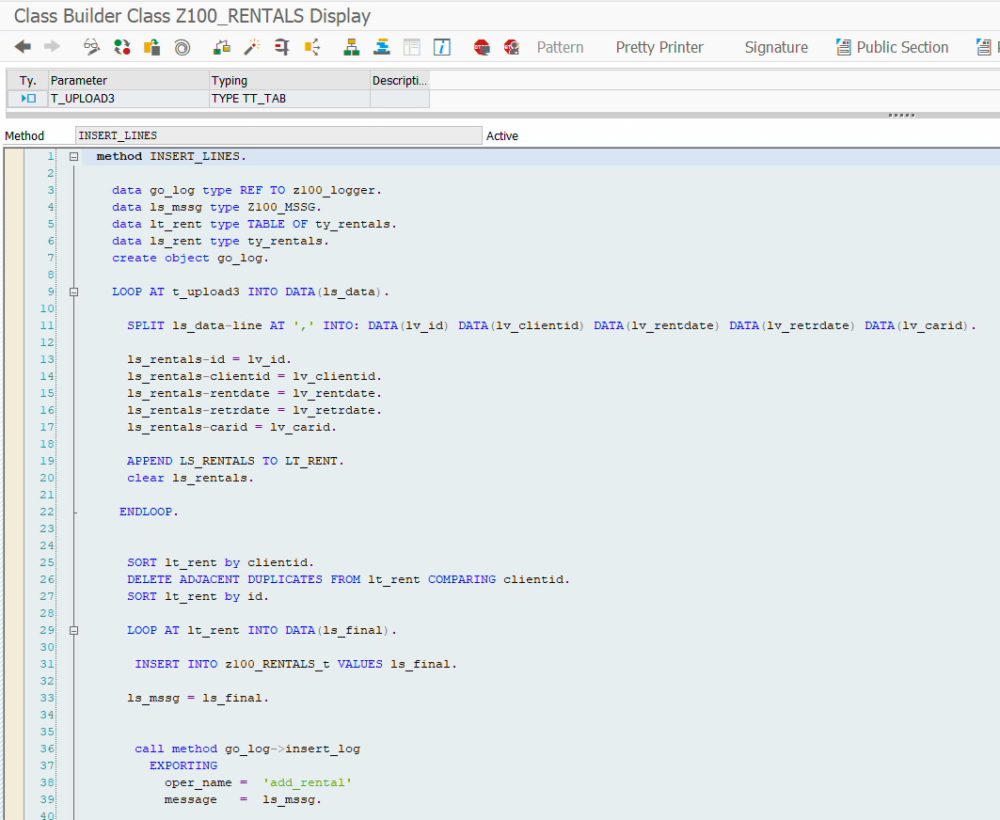 Class Builder Class Z100_RENTALS Display
Pattern Pretty Printer Signature Public Section
Ty. Parameter Typing Descripti...
T_UPLOAD3 TYPE TT_TAB
Method INSERT_LINES Active
1 method INSERT_LINES.
2
3 data go_log type REF TO z100_logger.
4 data ls_mssg type Z100_MSSG.
5 data lt_rent type TABLE OF ty_rentals.
6 data ls_rent type ty_rentals.
7 create object go_log.
8
9 LOOP AT t_upload3 INTO DATA(ls_data).
10
11 SPLIT ls_data-line AT ',' INTO: DATA(lv_id) DATA(lv_clientid) DATA(lv_rentdate) DATA(lv_retrdate) DATA(lv_carid).
12
13 ls_rentals-id = lv_id.
14 ls_rentals-clientid = lv_clientid.
15 ls_rentals-rentdate = lv_rentdate.
16 ls_rentals-retrdate = lv_retrdate.
17 ls_rentals-carid = lv_carid.
18
19 APPEND LS_RENTALS TO LT_RENT.
20 clear ls_rentals.
21
22 ENDLOOP.
23
24
25 SORT lt_rent by clientid.
26 DELETE ADJACENT DUPLICATES FROM lt_rent COMPARING clientid.
27 SORT lt_rent by id.
28
29 LOOP AT lt_rent INTO DATA(ls_final).
30
31 INSERT INTO z100_RENTALS_t VALUES ls_final.
32
33 ls_mssg = ls_final.
34
35
36 call method go_log->insert_log
37 EXPORTING
38 oper_name = 'add_rental'
39 message = ls_mssg.
40